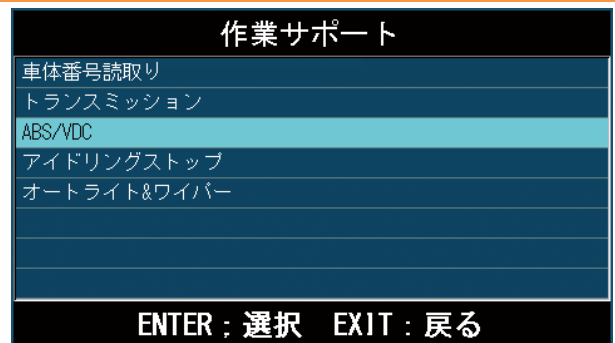 作業サポート
車体番号読取り
トランスミッション
ABS/VDC
アイドリングストップ
オートライト&ワイパー
ENTER：選択　EXIT：戻る